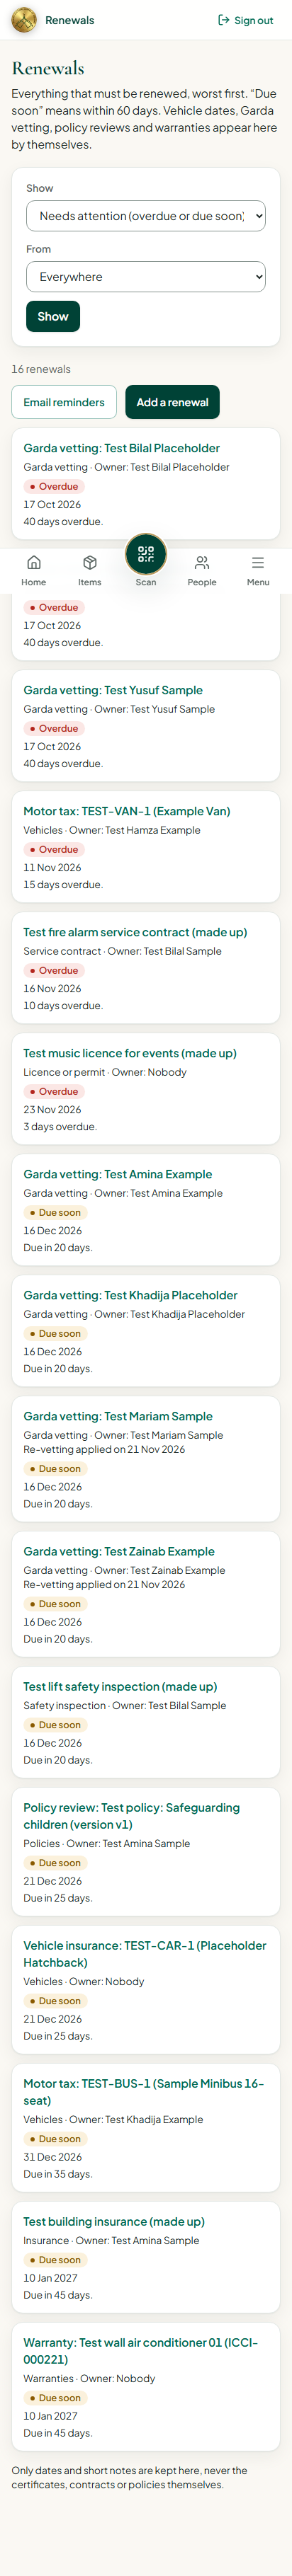 Renewals
Sign out
Renewals
Everything that must be renewed, worst first. “Due
soon” means within 60 days. Vehicle dates, Garda
vetting, policy reviews and warranties appear here
by themselves.
Show
Needs attention (overdue or due soon)
From
Everywhere
Show
16 renewals
Email reminders
Add a renewal
Garda vetting: Test Bilal Placeholder
Garda vetting · Owner: Test Bilal Placeholder
Overdue
17 Oct 2026
40 days overdue.
Home
Items
Scan
People
Menu
Overdue
17 Oct 2026
40 days overdue.
Garda vetting: Test Yusuf Sample
Garda vetting · Owner: Test Yusuf Sample
Overdue
17 Oct 2026
40 days overdue.
Motor tax: TEST-VAN-1 (Example Van)
Vehicles · Owner: Test Hamza Example
Overdue
11 Nov 2026
15 days overdue.
Test fire alarm service contract (made up)
Service contract · Owner: Test Bilal Sample
Overdue
16 Nov 2026
10 days overdue.
Test music licence for events (made up)
Licence or permit · Owner: Nobody
Overdue
23 Nov 2026
3 days overdue.
Garda vetting: Test Amina Example
Garda vetting · Owner: Test Amina Example
Due soon
16 Dec 2026
Due in 20 days.
Garda vetting: Test Khadija Placeholder
Garda vetting · Owner: Test Khadija Placeholder
Due soon
16 Dec 2026
Due in 20 days.
Garda vetting: Test Mariam Sample
Garda vetting · Owner: Test Mariam Sample
Re-vetting applied on 21 Nov 2026
Due soon
16 Dec 2026
Due in 20 days.
Garda vetting: Test Zainab Example
Garda vetting · Owner: Test Zainab Example
Re-vetting applied on 21 Nov 2026
Due soon
16 Dec 2026
Due in 20 days.
Test lift safety inspection (made up)
Safety inspection · Owner: Test Bilal Sample
Due soon
16 Dec 2026
Due in 20 days.
Policy review: Test policy: Safeguarding
children (version v1)
Policies · Owner: Test Amina Sample
Due soon
21 Dec 2026
Due in 25 days.
Vehicle insurance: TEST-CAR-1 (Placeholder
Hatchback)
Vehicles · Owner: Nobody
Due soon
21 Dec 2026
Due in 25 days.
Motor tax: TEST-BUS-1 (Sample Minibus 16-
seat)
Vehicles · Owner: Test Khadija Example
Due soon
31 Dec 2026
Due in 35 days.
Test building insurance (made up)
Insurance · Owner: Test Amina Sample
Due soon
10 Jan 2027
Due in 45 days.
Warranty: Test wall air conditioner 01 (ICCI-
000221)
Warranties · Owner: Nobody
Due soon
10 Jan 2027
Due in 45 days.
Only dates and short notes are kept here, never the
certificates, contracts or policies themselves.